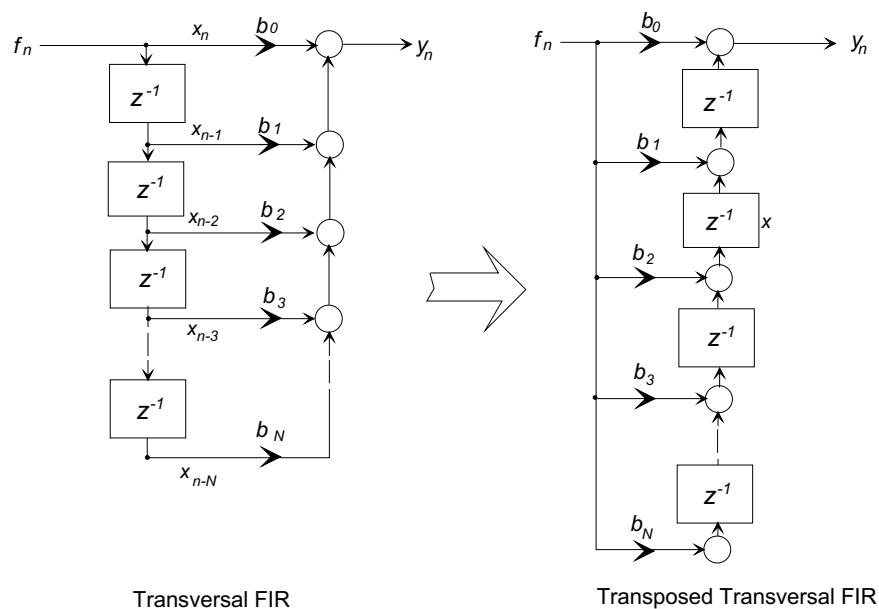 f_n x_n b_0 y_n
z^-1
x_n-1 b_1
z^-1
x_n-2 b_2
z^-1
x_n-3 b_3
z^-1
x_n-N b_N
Transversal FIR
f_n b_0 y_n
z^-1
b_1
z^-1 x
b_2
z^-1
b_3
z^-1
b_N
Transposed Transversal FIR